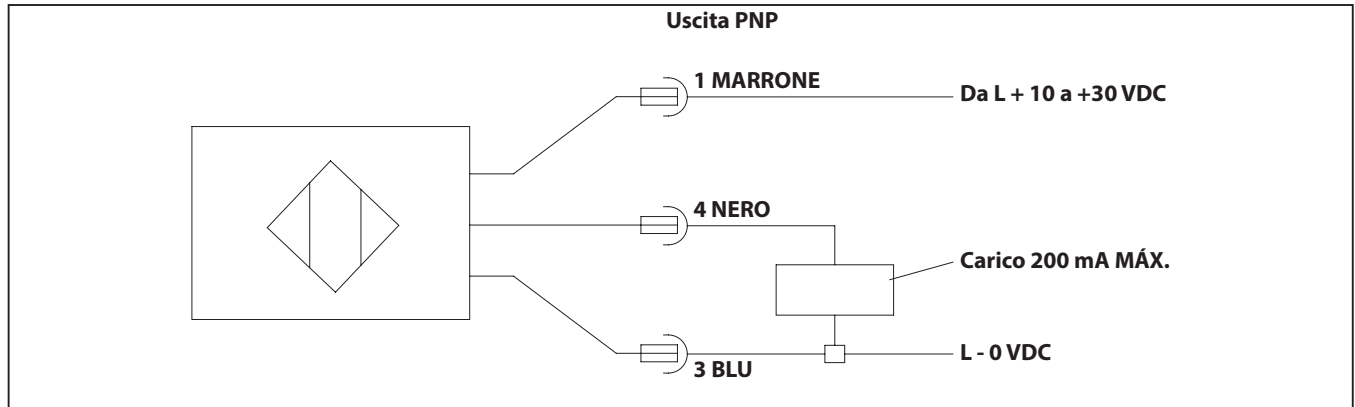 Uscita PNP
1 MARRONE
Da L + 10 a +30 VDC
4 NERO
Carico 200 mA MÁX.
L - 0 VDC
3 BLU